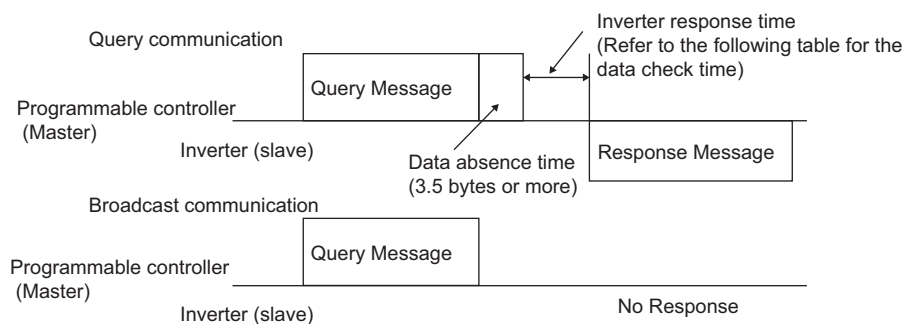 Inverter response time
(Refer to the following table for the
data check time)
Query communication
Query Message
Programmable controller
(Master)
Inverter (slave)
Data absence time
(3.5 bytes or more)
Response Message
Broadcast communication
Query Message
Programmable controller
(Master)
Inverter (slave)
No Response